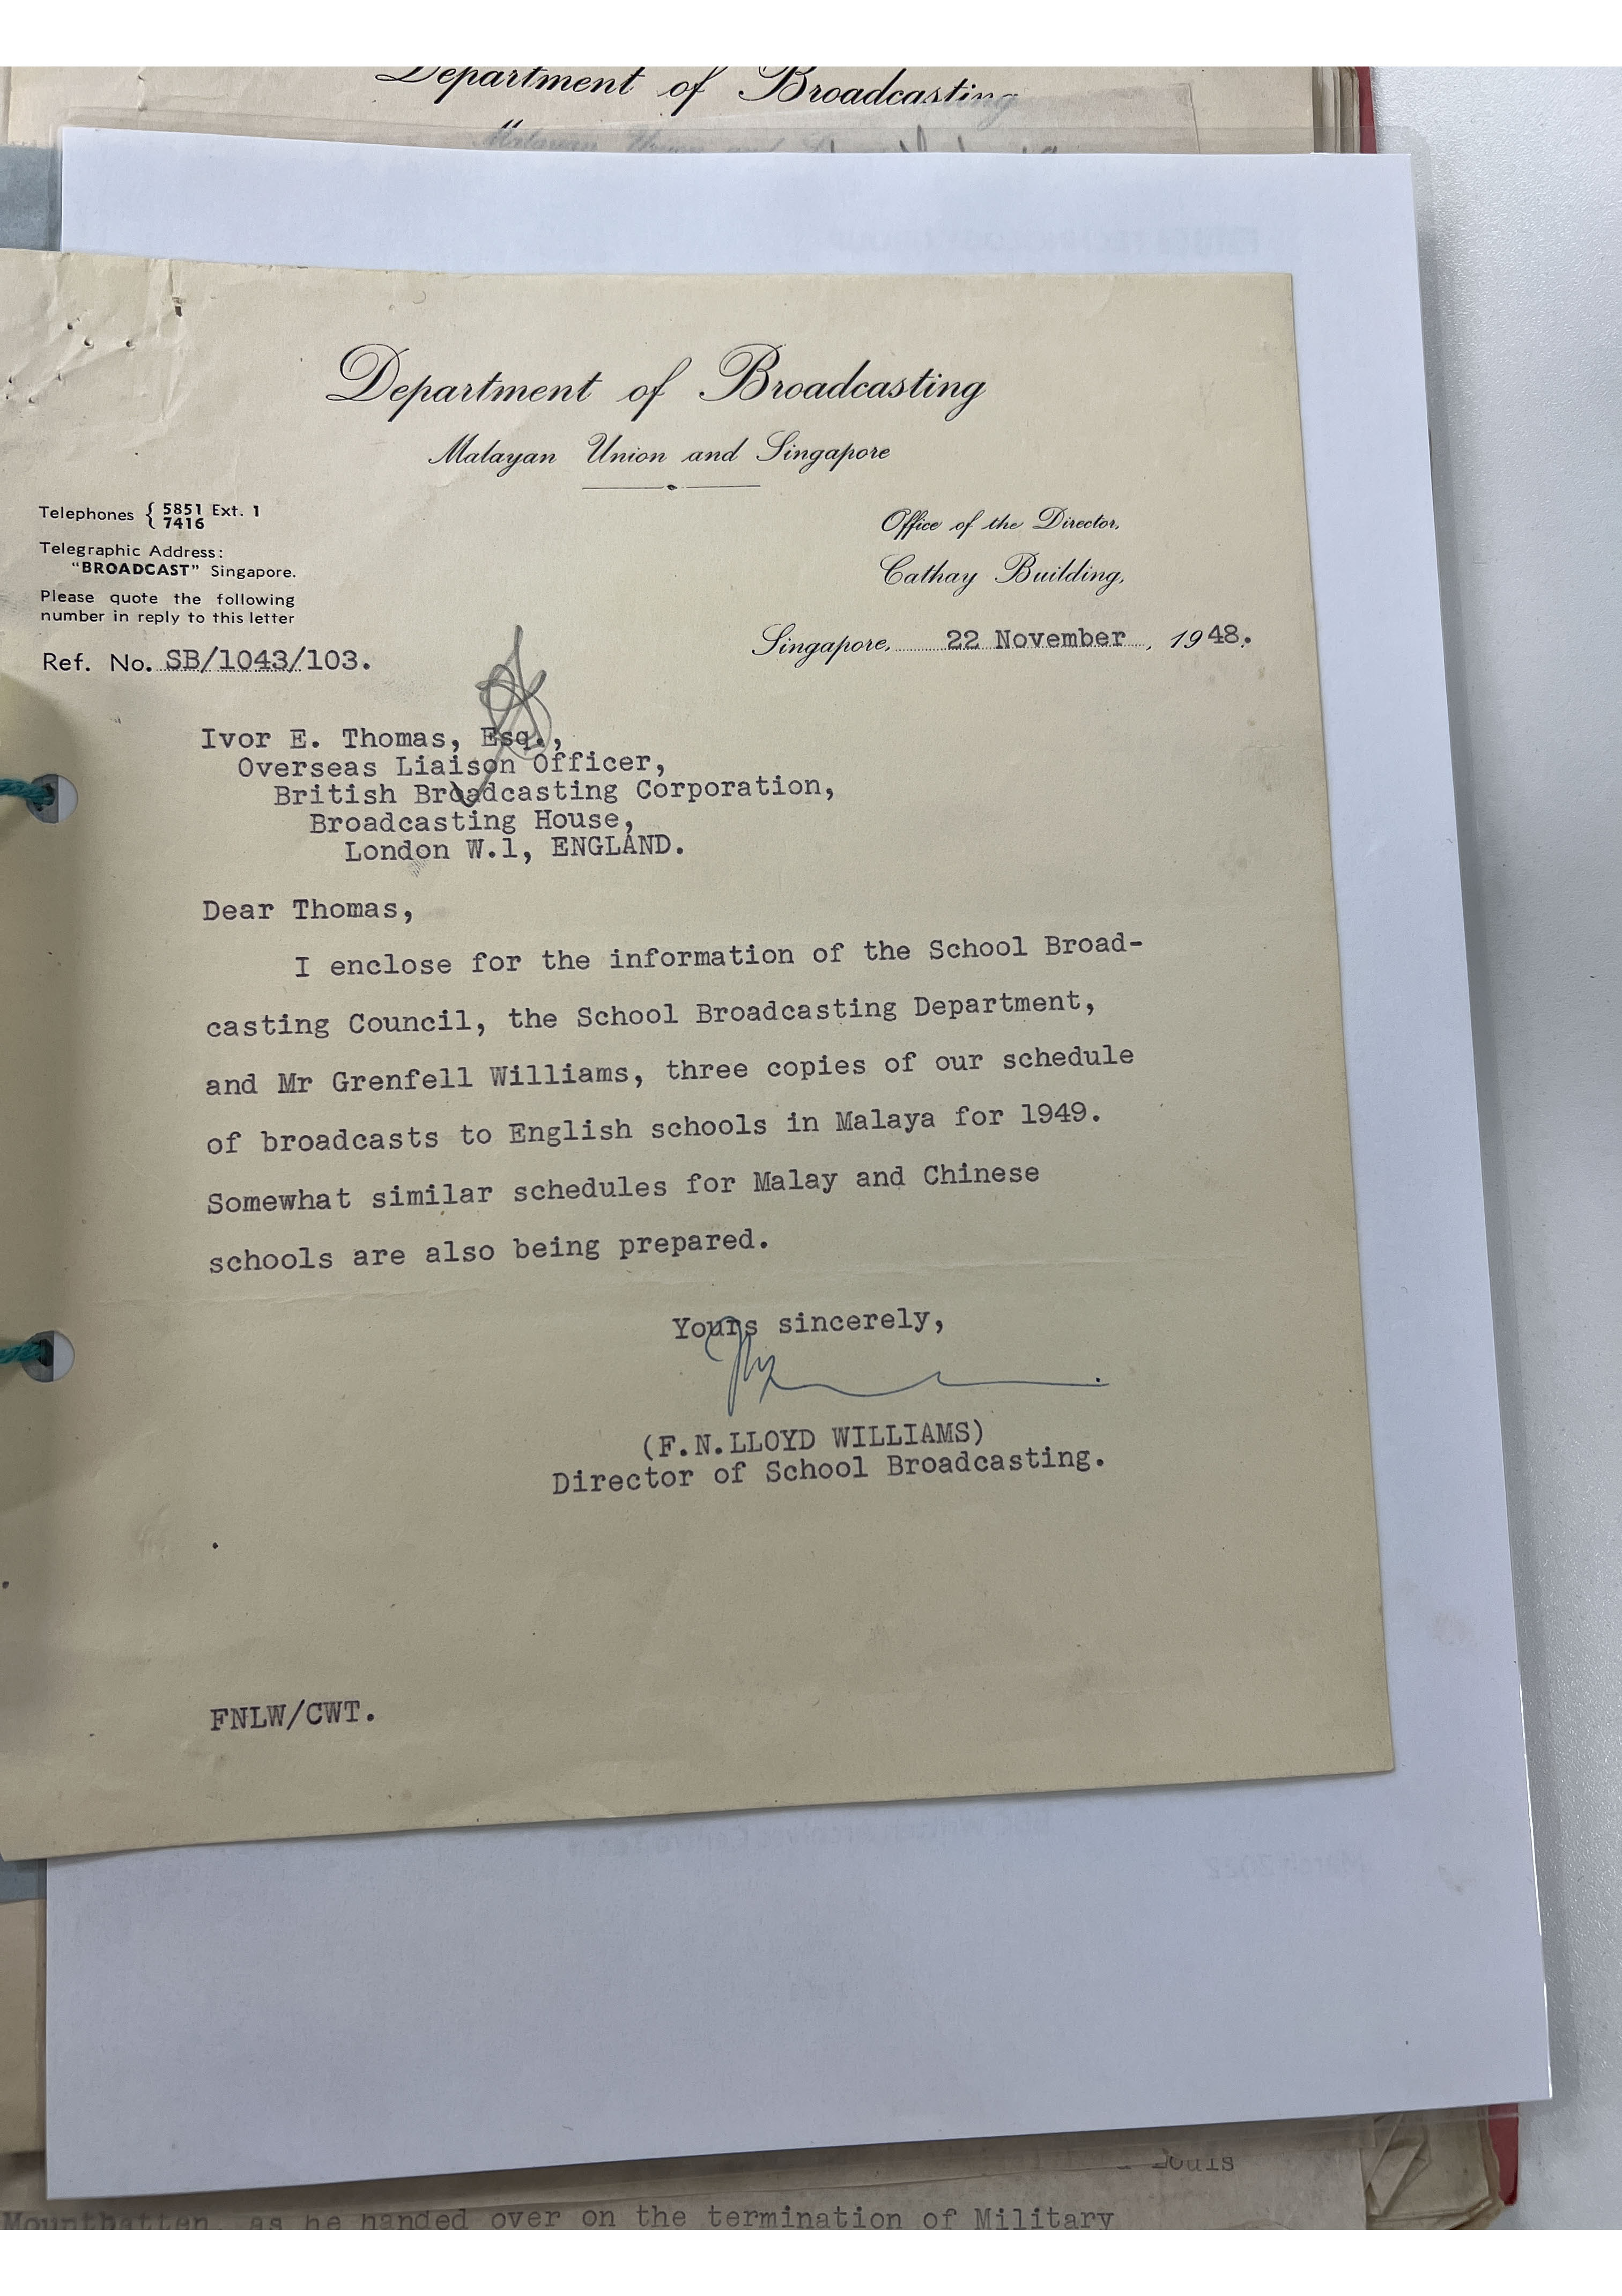 Department of Broadcasting
Malayan Union and
Department of Broadcasting
Malayan Union and Singapore
Telephones { 5851 Ext. 1
{ 7416
Telegraphic Address:
"BROADCAST" Singapore.
Please quote the following
number in reply to this letter
Ref. No. SB/1043/103.
Office of the Director,
Cathay Building,
Singapore, 22 November, 1948.
Ivor E. Thomas, Esq.,
Overseas Liaison Officer,
British Broadcasting Corporation,
Broadcasting House,
London W.1, ENGLAND.
Dear Thomas,
I enclose for the information of the School Broad-
casting Council, the School Broadcasting Department,
and Mr Grenfell Williams, three copies of our schedule
of broadcasts to English schools in Malaya for 1949.
Somewhat similar schedules for Malay and Chinese
schools are also being prepared.
Yours sincerely,
(F.N.LLOYD WILLIAMS)
Director of School Broadcasting.
FNLW/CWT.
Louis
Mountbatten, as he handed over on the termination of Military